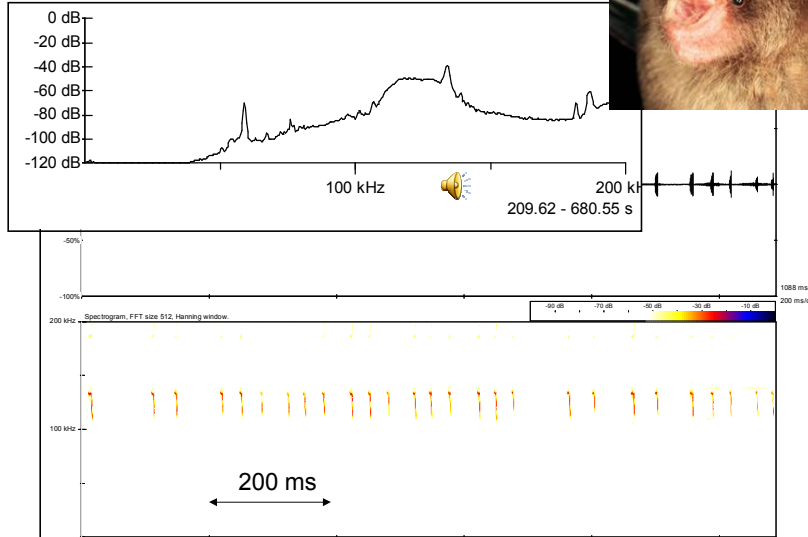 0 dB
-20 dB
-40 dB
-60 dB
-80 dB
-100 dB
-120 dB
100 kHz
200 kH
209.62 - 680.55 s
-50%
-100%
1088 ms
200 ms/d
-90 dB -70 dB -50 dB -30 dB -10 dB
Spectrogram, FFT size 512, Hanning window.
200 kHz
100 kHz
200 ms